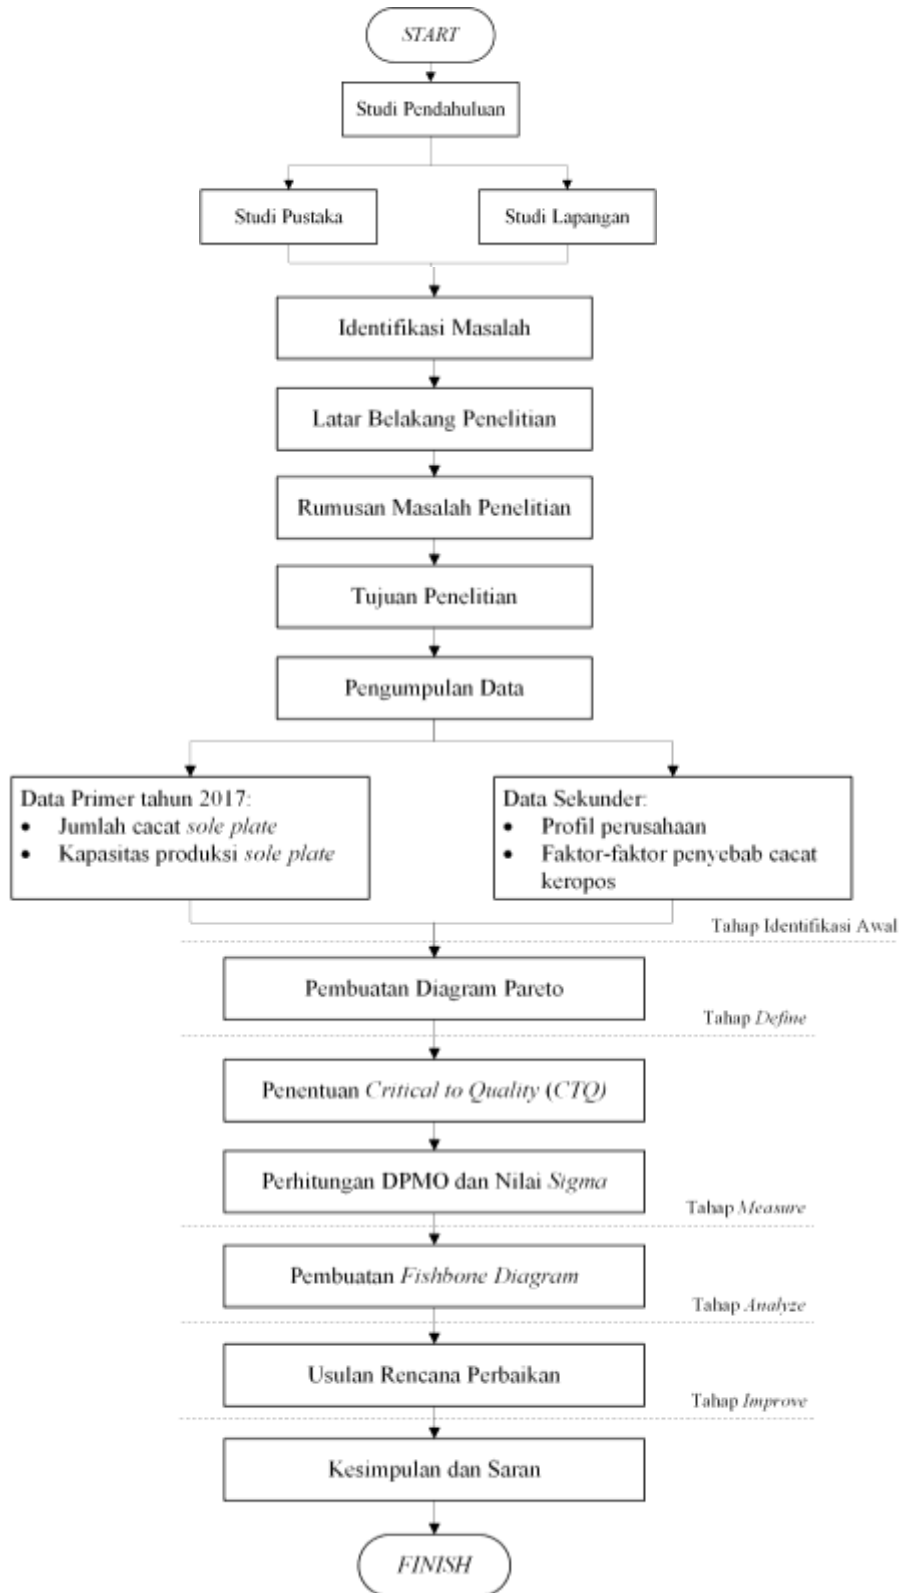 START
Studi Pendahuluan
Studi Pustaka
Studi Lapangan
Identifikasi Masalah
Latar Belakang Penelitian
Rumusan Masalah Penelitian
Tujuan Penelitian
Pengumpulan Data
Data Primer tahun 2017:
• Jumlah cacat sole plate
• Kapasitas produksi sole plate
Data Sekunder:
• Profil perusahaan
• Faktor-faktor penyebab cacat
keropos
Tahap Identifikasi Awal
Pembuatan Diagram Pareto
Tahap Define
Penentuan Critical to Quality (CTQ)
Perhitungan DPMO dan Nilai Sigma
Tahap Measure
Pembuatan Fishbone Diagram
Tahap Analyze
Usulan Rencana Perbaikan
Tahap Improve
Kesimpulan dan Saran
FINISH